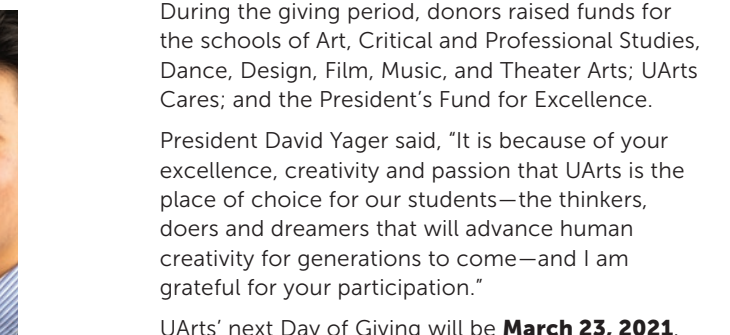 During the giving period, donors raised funds for
the schools of Art, Critical and Professional Studies,
Dance, Design, Film, Music, and Theater Arts; UArts
Cares; and the President’s Fund for Excellence.
President David Yager said, “It is because of your
excellence, creativity and passion that UArts is the
place of choice for our students—the thinkers,
doers and dreamers that will advance human
creativity for generations to come—and I am
grateful for your participation.”
UArts’ next Day of Giving will be March 23, 2021.